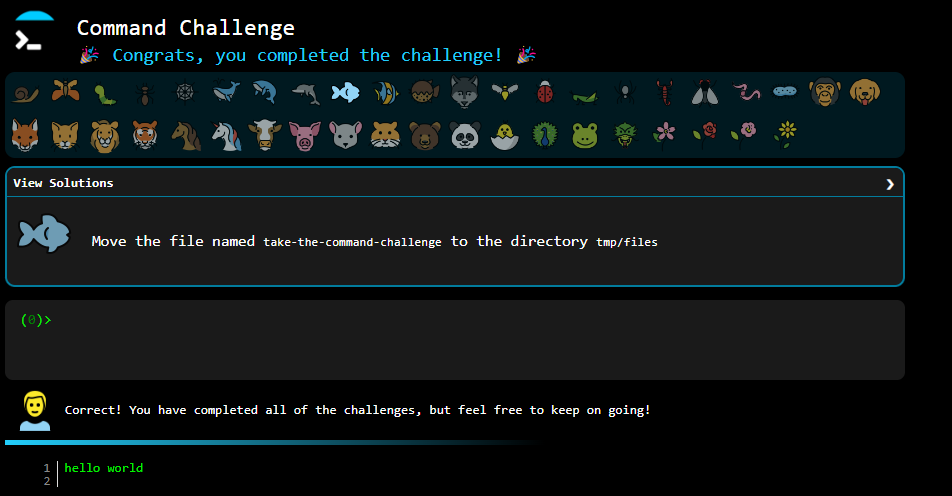 Command Challenge
🎉 Congrats, you completed the challenge! 🎉
View Solutions ❯
Move the file named take-the-command-challenge to the directory tmp/files
(0)>
Correct! You have completed all of the challenges, but feel free to keep on going!
1 hello world
2